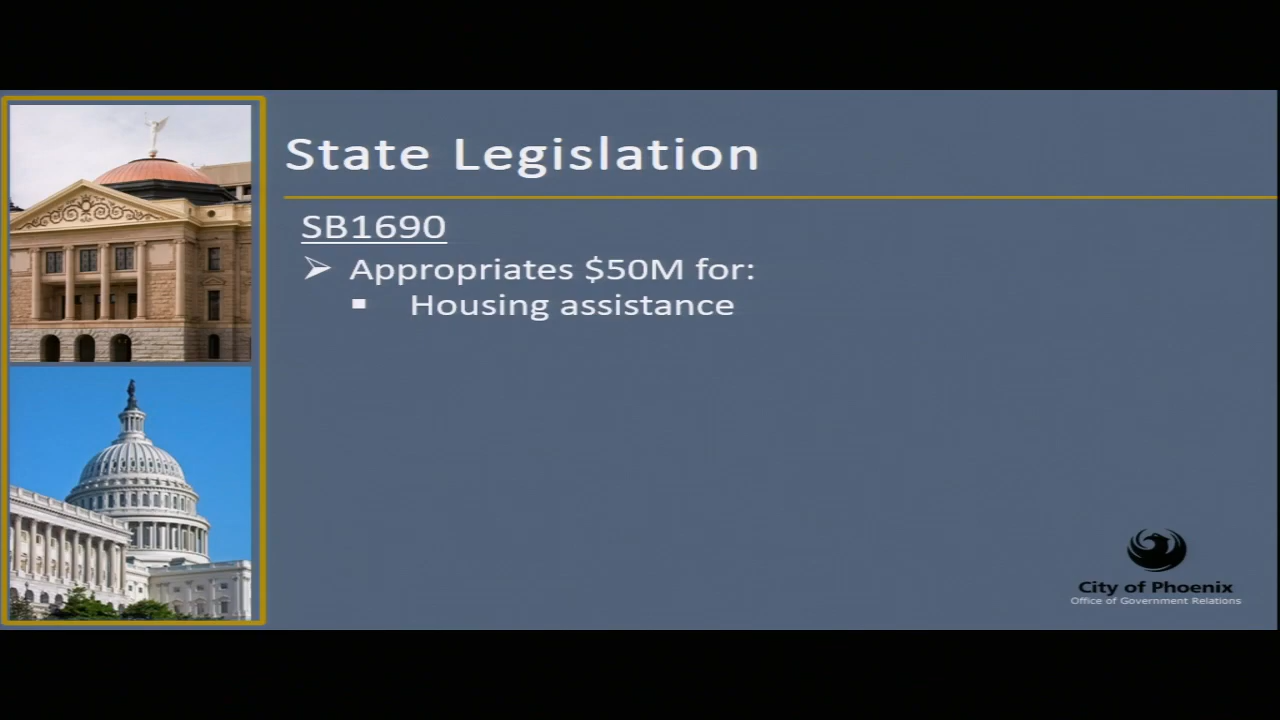 State Legislation
SB1690
➢ Appropriates $50M for:
▪ Housing assistance
City of Phoenix
Office of Government Relations